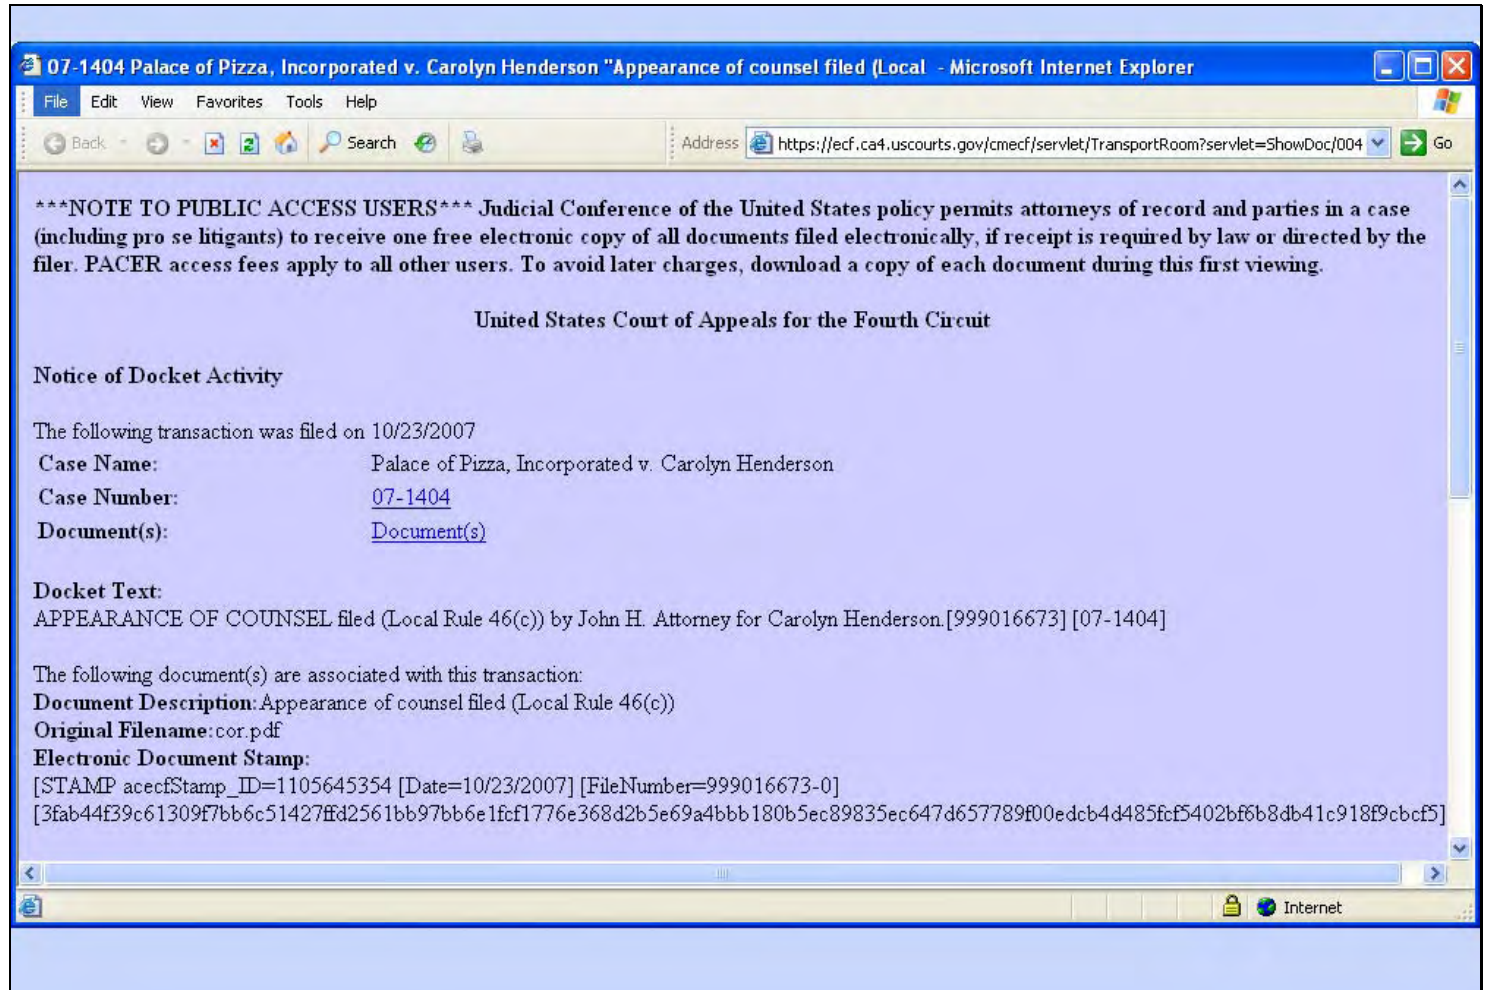 07-1404 Palace of Pizza, Incorporated v. Carolyn Henderson "Appearance of counsel filed (Local - Microsoft Internet Explorer
File Edit View Favorites Tools Help
Back Search Address https://ecf.ca4.uscourts.gov/cmecf/servlet/TransportRoom?servlet=ShowDoc/004 Go
***NOTE TO PUBLIC ACCESS USERS*** Judicial Conference of the United States policy permits attorneys of record and parties in a case
(including pro se litigants) to receive one free electronic copy of all documents filed electronically, if receipt is required by law or directed by the
filer. PACER access fees apply to all other users. To avoid later charges, download a copy of each document during this first viewing.
United States Court of Appeals for the Fourth Circuit
Notice of Docket Activity
The following transaction was filed on 10/23/2007
Case Name: Palace of Pizza, Incorporated v. Carolyn Henderson
Case Number: 07-1404
Document(s): Document(s)
Docket Text:
APPEARANCE OF COUNSEL filed (Local Rule 46(c)) by John H. Attorney for Carolyn Henderson.[999016673] [07-1404]
The following document(s) are associated with this transaction:
Document Description:Appearance of counsel filed (Local Rule 46(c))
Original Filename:cor.pdf
Electronic Document Stamp:
[STAMP acecfStamp_ID=1105645354 [Date=10/23/2007] [FileNumber=999016673-0]
[3fab44f39c61309f7bb6c51427ffd2561bb97bb6e1fcf1776e368d2b5e69a4bbb180b5ec89835ec647d657789f00edcb4d485fcf5402bf6b8db41c918f9cbcf5]
Internet